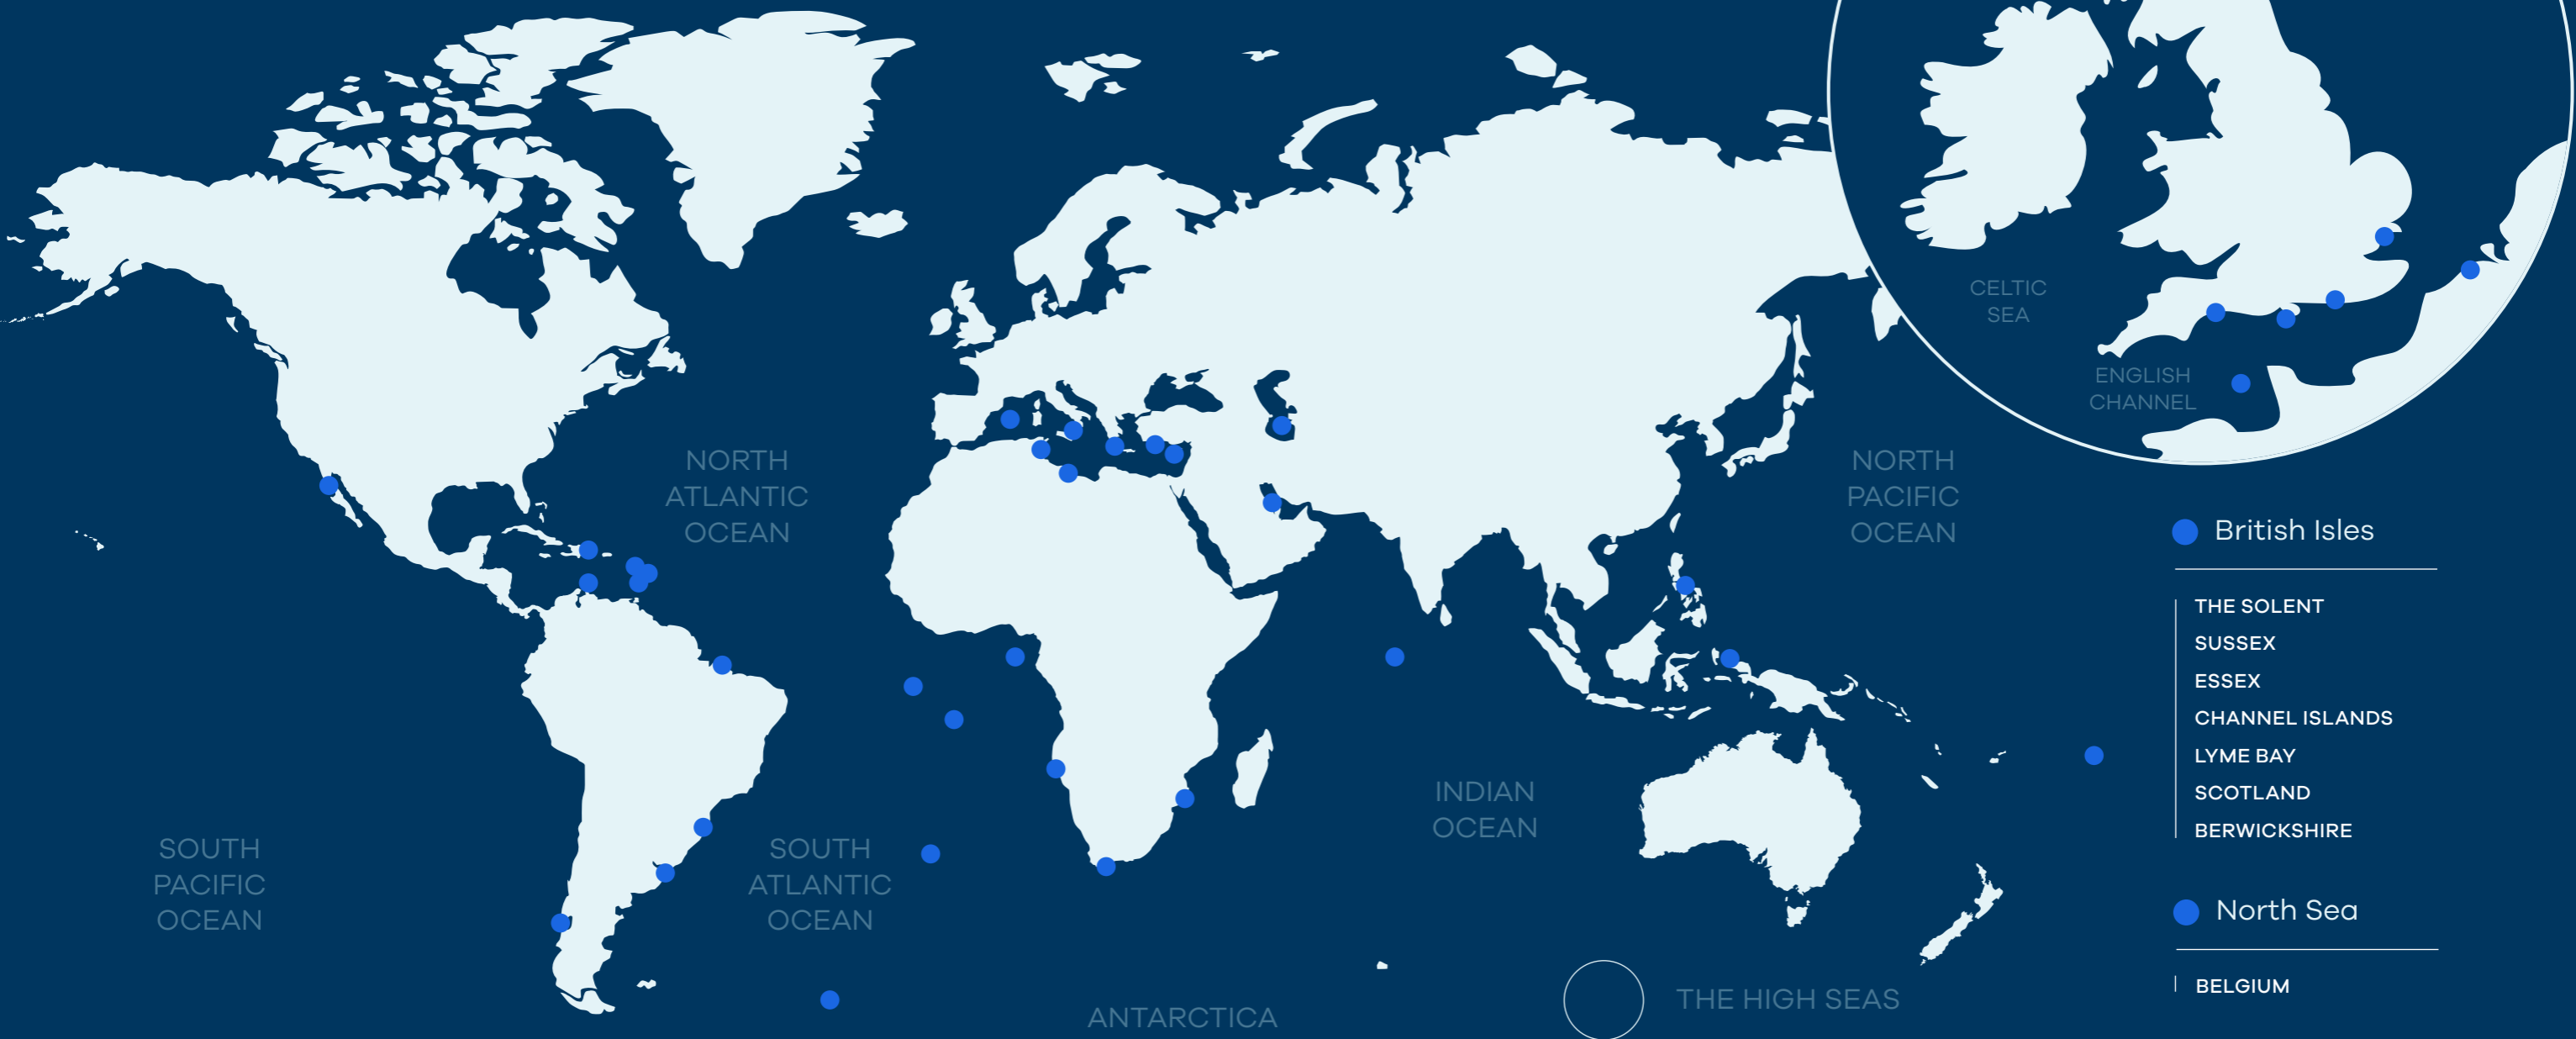 CELTIC
SEA
ENGLISH
CHANNEL
NORTH
ATLANTIC
OCEAN
NORTH
PACIFIC
OCEAN
British Isles
THE SOLENT
SUSSEX
ESSEX
CHANNEL ISLANDS
LYME BAY
SCOTLAND
BERWICKSHIRE
INDIAN
OCEAN
SOUTH
PACIFIC
OCEAN
SOUTH
ATLANTIC
OCEAN
North Sea
BELGIUM
THE HIGH SEAS
ANTARCTICA